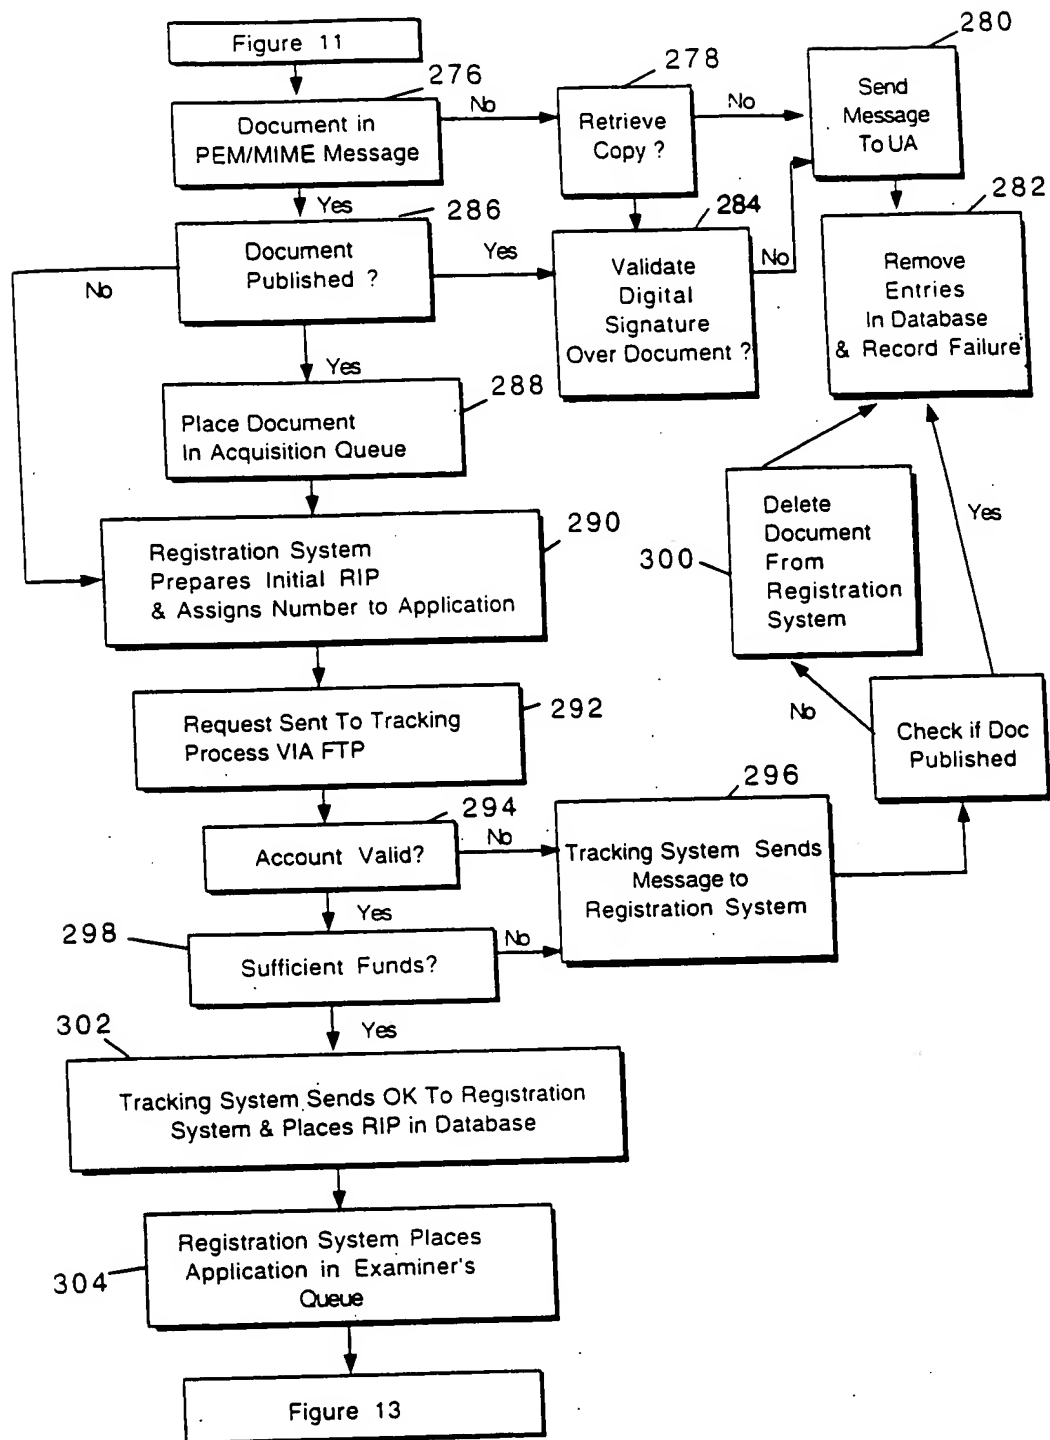 Figure 11
276
Document in
PEM/MIME Message
No
278
Retrieve
Copy ?
No
280
Send
Message
To UA
Yes
286
Document
Published ?
No
Yes
284
Validate
Digital
Signature
Over Document ?
No
282
Remove
Entries
In Database
& Record Failure
Yes
288
Place Document
In Acquisition Queue
290
Registration System
Prepares Initial RIP
& Assigns Number to Application
300
Delete
Document
From
Registration
System
Yes
292
Request Sent To Tracking
Process VIA FTP
No
Check if Doc
Published
294
Account Valid?
No
296
Tracking System Sends
Message to
Registration System
Yes
298
Sufficient Funds?
No
Yes
302
Tracking System Sends OK To Registration
System & Places RIP in Database
304
Registration System Places
Application in Examiner's
Queue
Figure 13